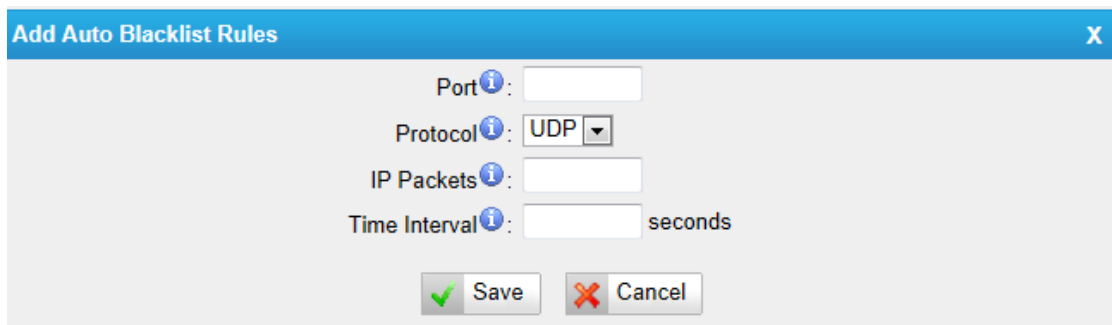 Add Auto Blacklist Rules X
Port i :
Protocol i : UDP
IP Packets i :
Time Interval i : seconds
Save Cancel